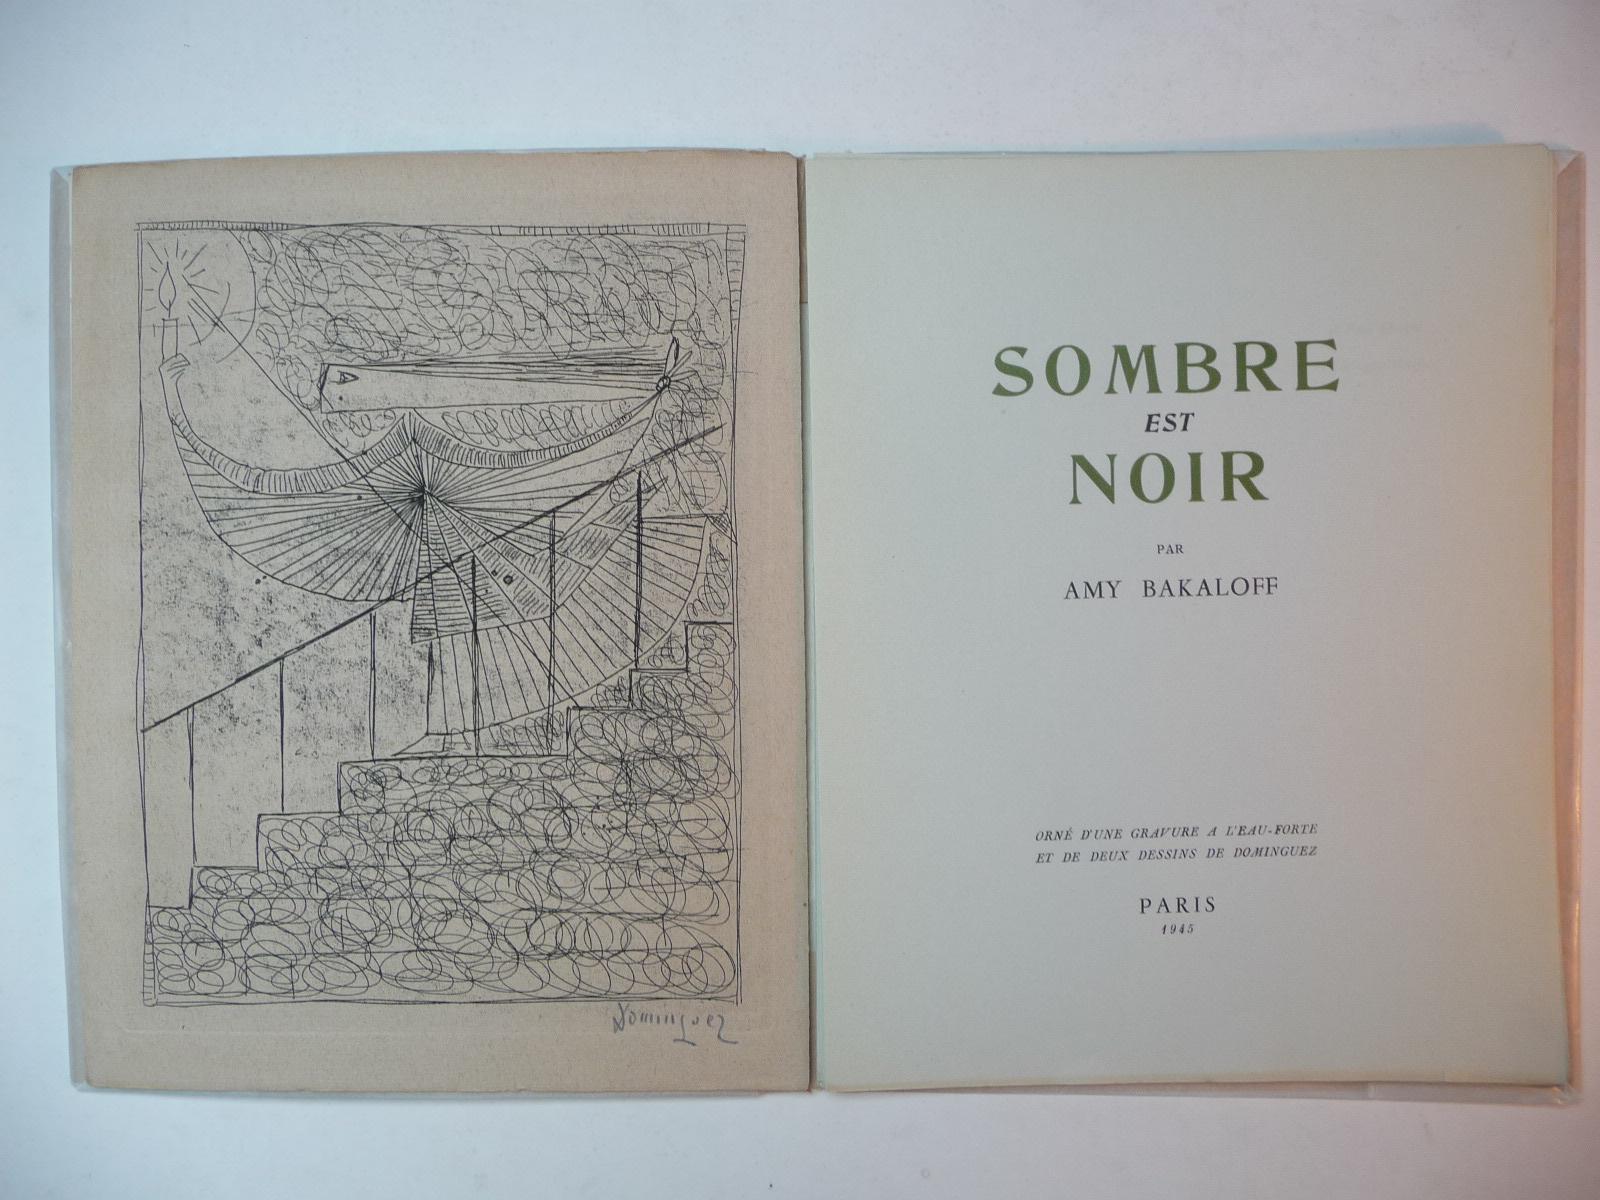 Dominguez
SOMBRE
EST
NOIR
PAR
AMY BAKALOFF
ORNÉ D'UNE GRAVURE A L'EAU-FORTE
ET DE DEUX DESSINS DE DOMINGUEZ
PARIS
1945